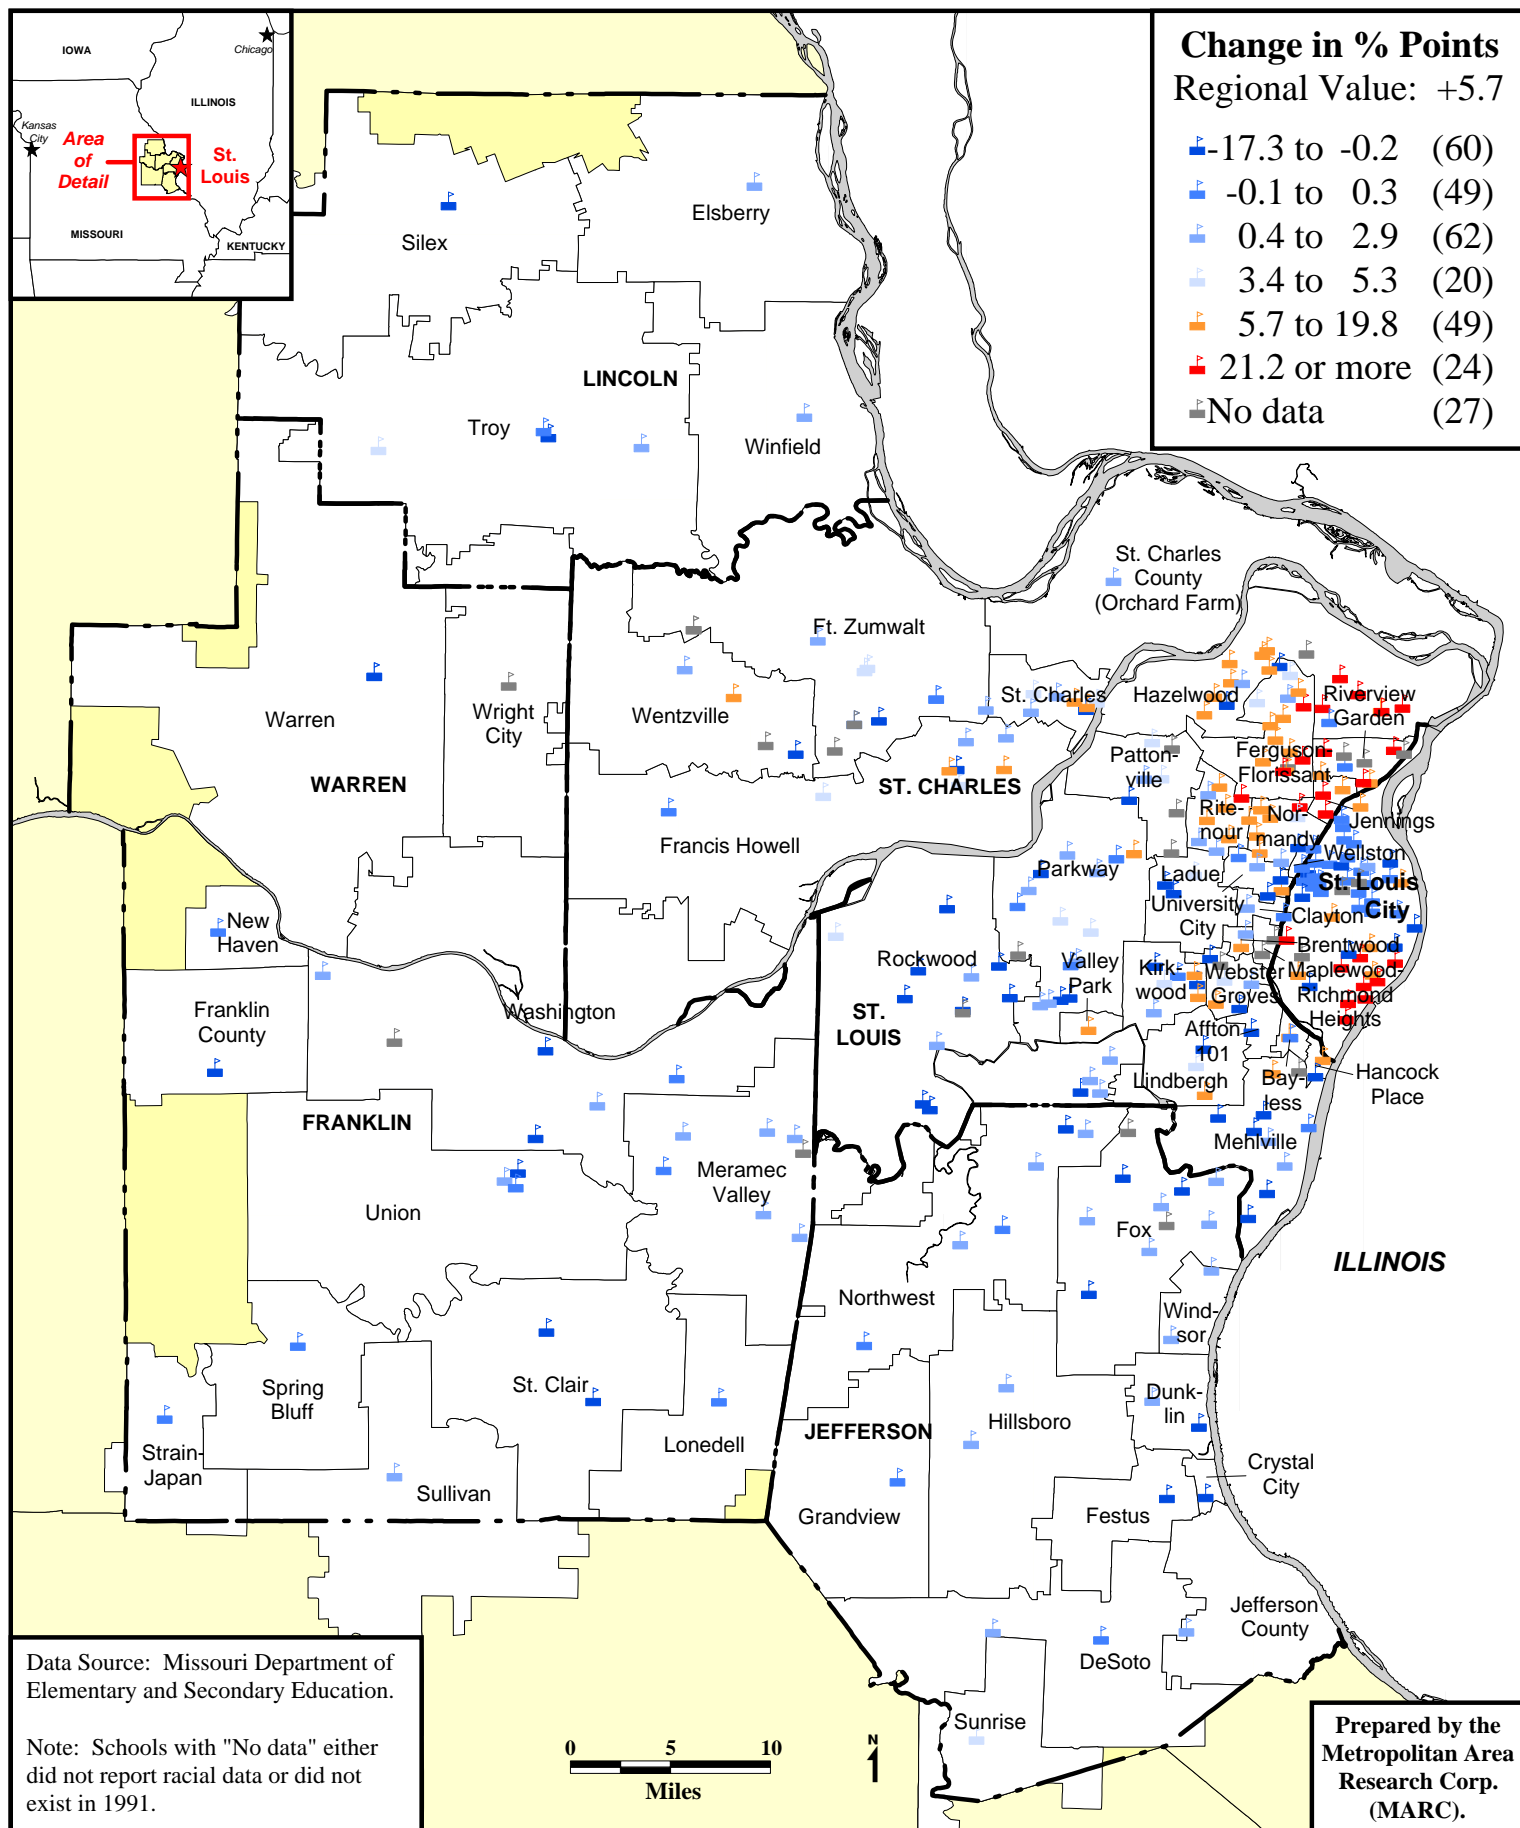 IOWA
Chicago
ILLINOIS
Kansas
City
Area
of
Detail
St.
Louis
MISSOURI
KENTUCKY
Change in % Points
Regional Value: +5.7
-17.3 to -0.2 (60)
-0.1 to 0.3 (49)
0.4 to 2.9 (62)
3.4 to 5.3 (20)
5.7 to 19.8 (49)
21.2 or more (24)
No data (27)
Elsberry
Silex
LINCOLN
Troy
Winfield
St. Charles
County
(Orchard Farm)
Ft. Zumwalt
Warren
Wright
City
Wentzville
St. Charles
Hazelwood
Riverview
Garden
WARREN
ST. CHARLES
Patton-
ville
Ferguson-
Florissant
Francis Howell
Rite-
nour
Nor-
mandy
Jennings
Wellston
Parkway
Ladue
St. Louis
City
University
City
Clayton
New
Haven
Brentwood
Rockwood
Valley
Park
Kirk-
wood
Webster
Groves
Maplewood-
Richmond
Heights
Franklin
County
Washington
ST.
LOUIS
Affton
101
Lindbergh
Bay-
less
Hancock
Place
FRANKLIN
Mehlville
Meramec
Valley
Union
Fox
ILLINOIS
Northwest
Wind-
sor
Spring
Bluff
St. Clair
Dunk-
lin
Hillsboro
JEFFERSON
Strain-
Japan
Lonedell
Sullivan
Crystal
City
Grandview
Festus
Jefferson
County
DeSoto
Sunrise
Data Source: Missouri Department of
Elementary and Secondary Education.
Note: Schools with "No data" either
did not report racial data or did not
exist in 1991.
0 5 10
Miles
N
Prepared by the
Metropolitan Area
Research Corp.
(MARC).